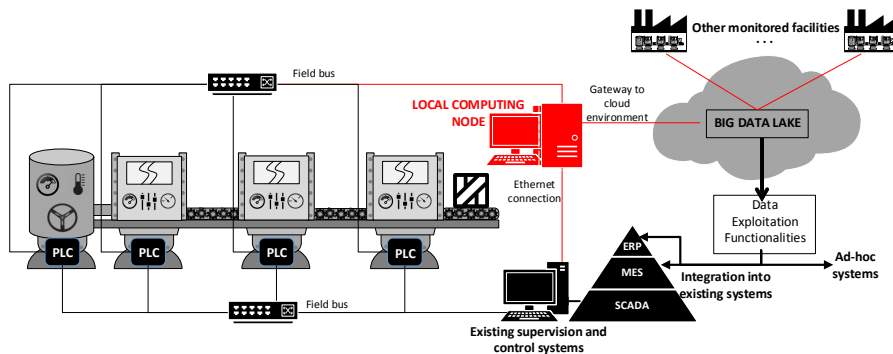 Other monitored facilities
. . .
Field bus
LOCAL COMPUTING
NODE
Gateway to
cloud
environment
BIG DATA LAKE
Ethernet
connection
Data
Exploitation
Functionalities
PLC
PLC
PLC
PLC
ERP
MES
SCADA
Integration into
existing systems
Ad-hoc
systems
Field bus
Existing supervision and
control systems